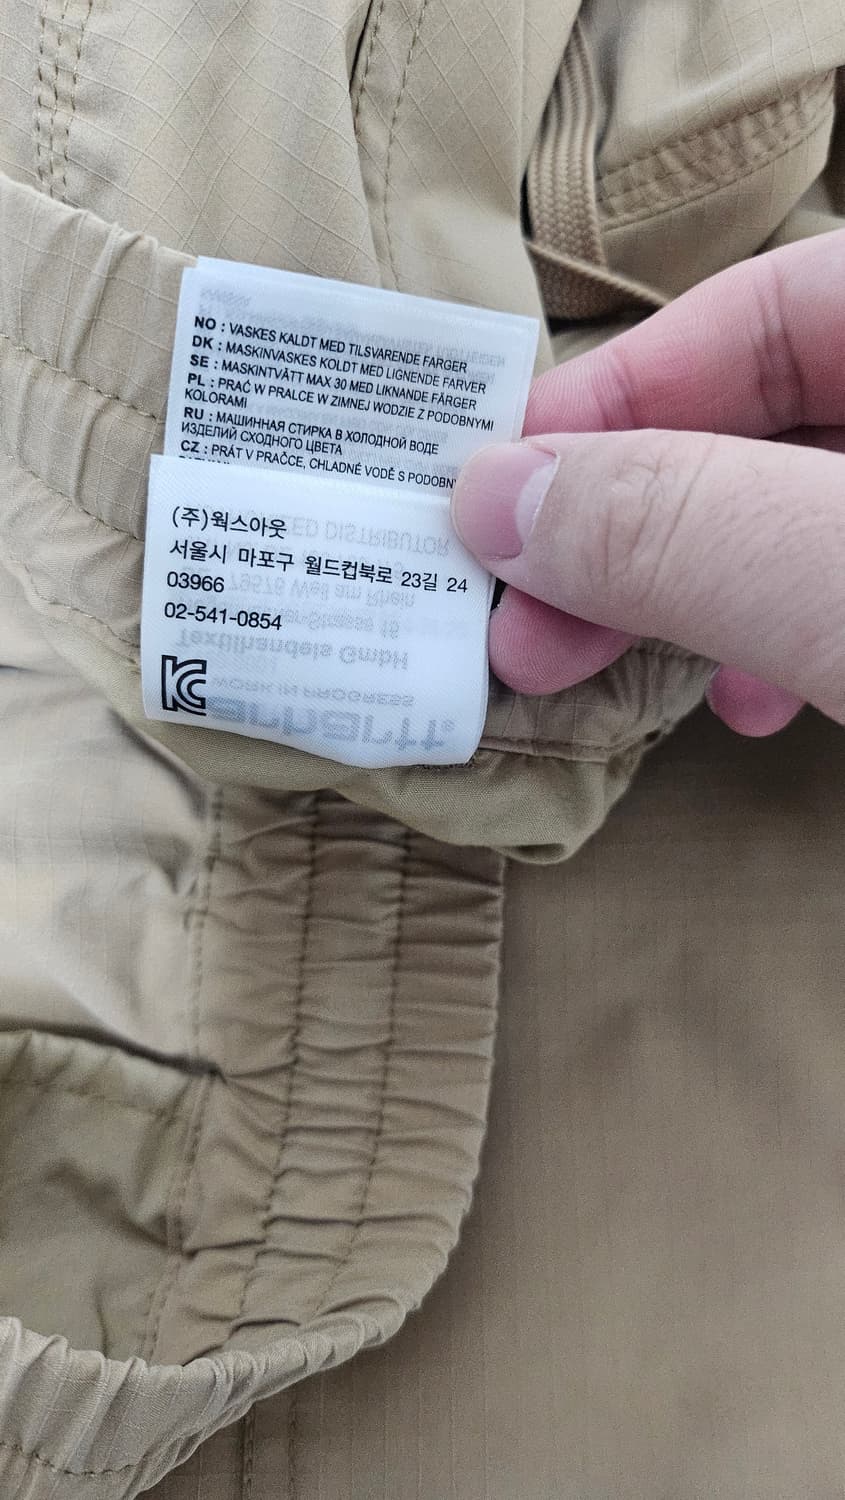 NO : VASKES KALDT MED TILSVARENDE FARGER
DK : MASKINVASKES KOLDT MED LIGNENDE FARVER
SE : MASKINTVÄTT MAX 30 MED LIKNANDE FÄRGER
PL : PRAĆ W PRALCE W ZIMNEJ WODZIE Z PODOBNYMI
KOLORAMI
RU : МАШИННАЯ СТИРКА В ХОЛОДНОЙ ВОДЕ
ИЗДЕЛИЙ СХОДНОГО ЦВЕТА
CZ : PRÁT V PRAČCE, CHLADNÉ VODĚ S PODOBN
(주)웍스아웃
서울시 마포구 월드컵북로 23길 24
03966
02-541-0854
KC